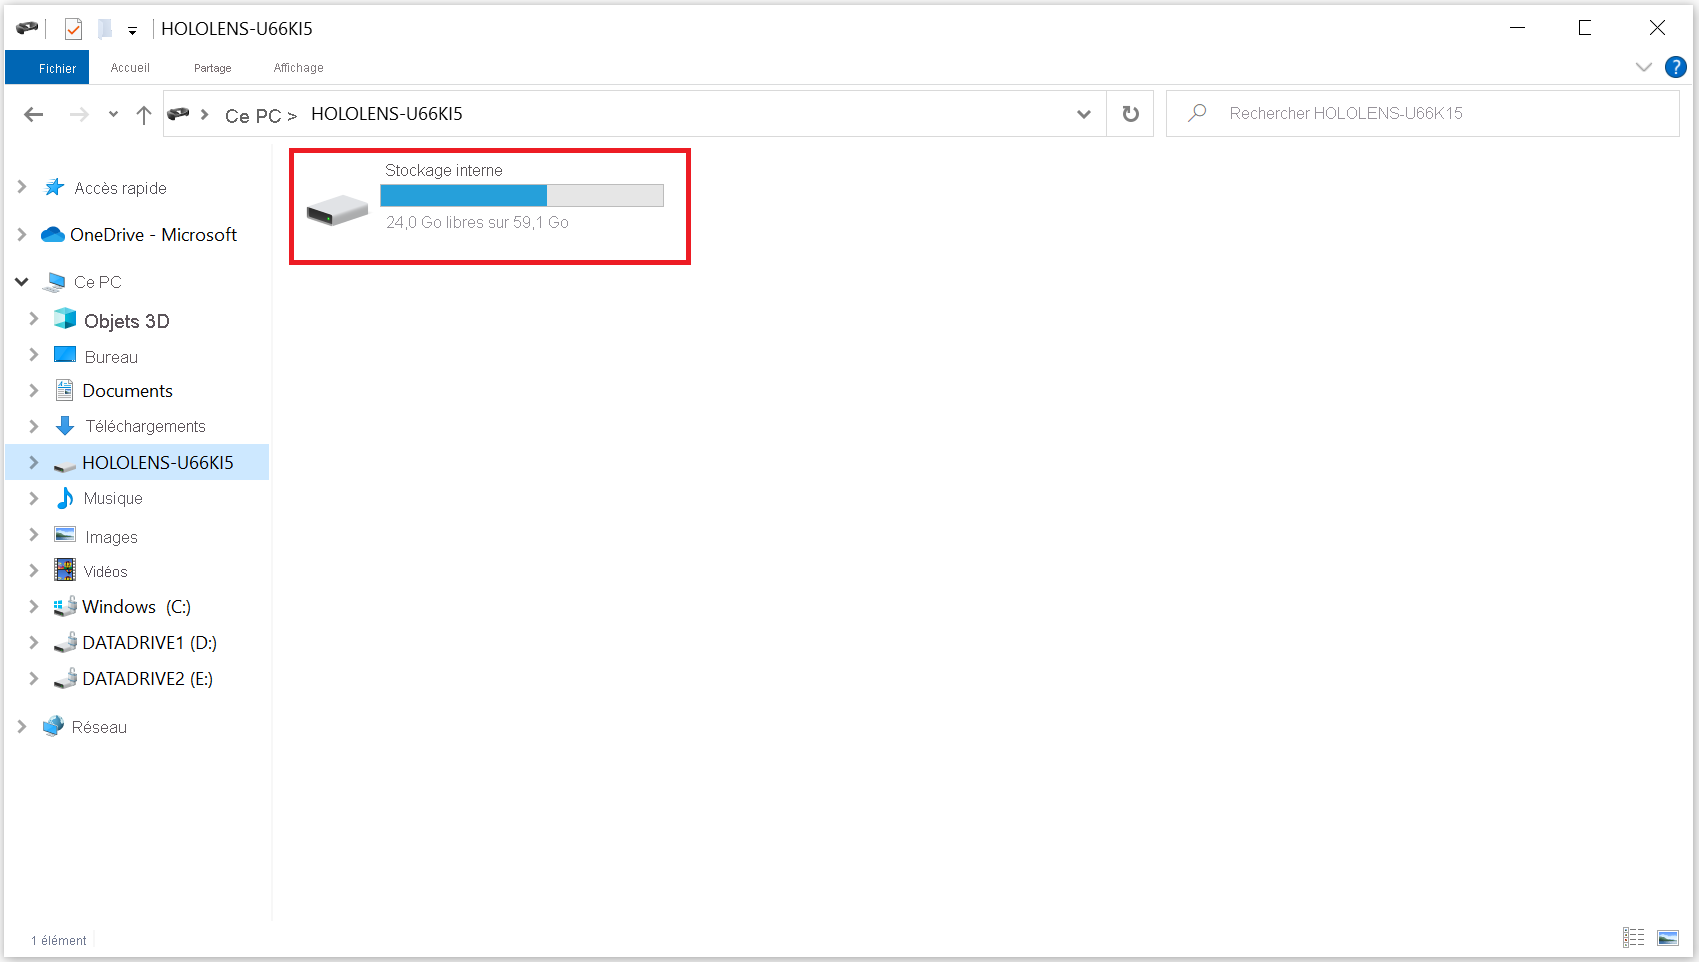 HOLOLENS-U66KI5
Fichier Accueil Partage Affichage
?
Ce PC > HOLOLENS-U66KI5
Rechercher HOLOLENS-U66K15
Accès rapide
OneDrive - Microsoft
Ce PC
Objets 3D
Bureau
Documents
Téléchargements
HOLOLENS-U66KI5
Musique
Images
Vidéos
Windows (C:)
DATADRIVE1 (D:)
DATADRIVE2 (E:)
Réseau
Stockage interne
24,0 Go libres sur 59,1 Go
1 élément